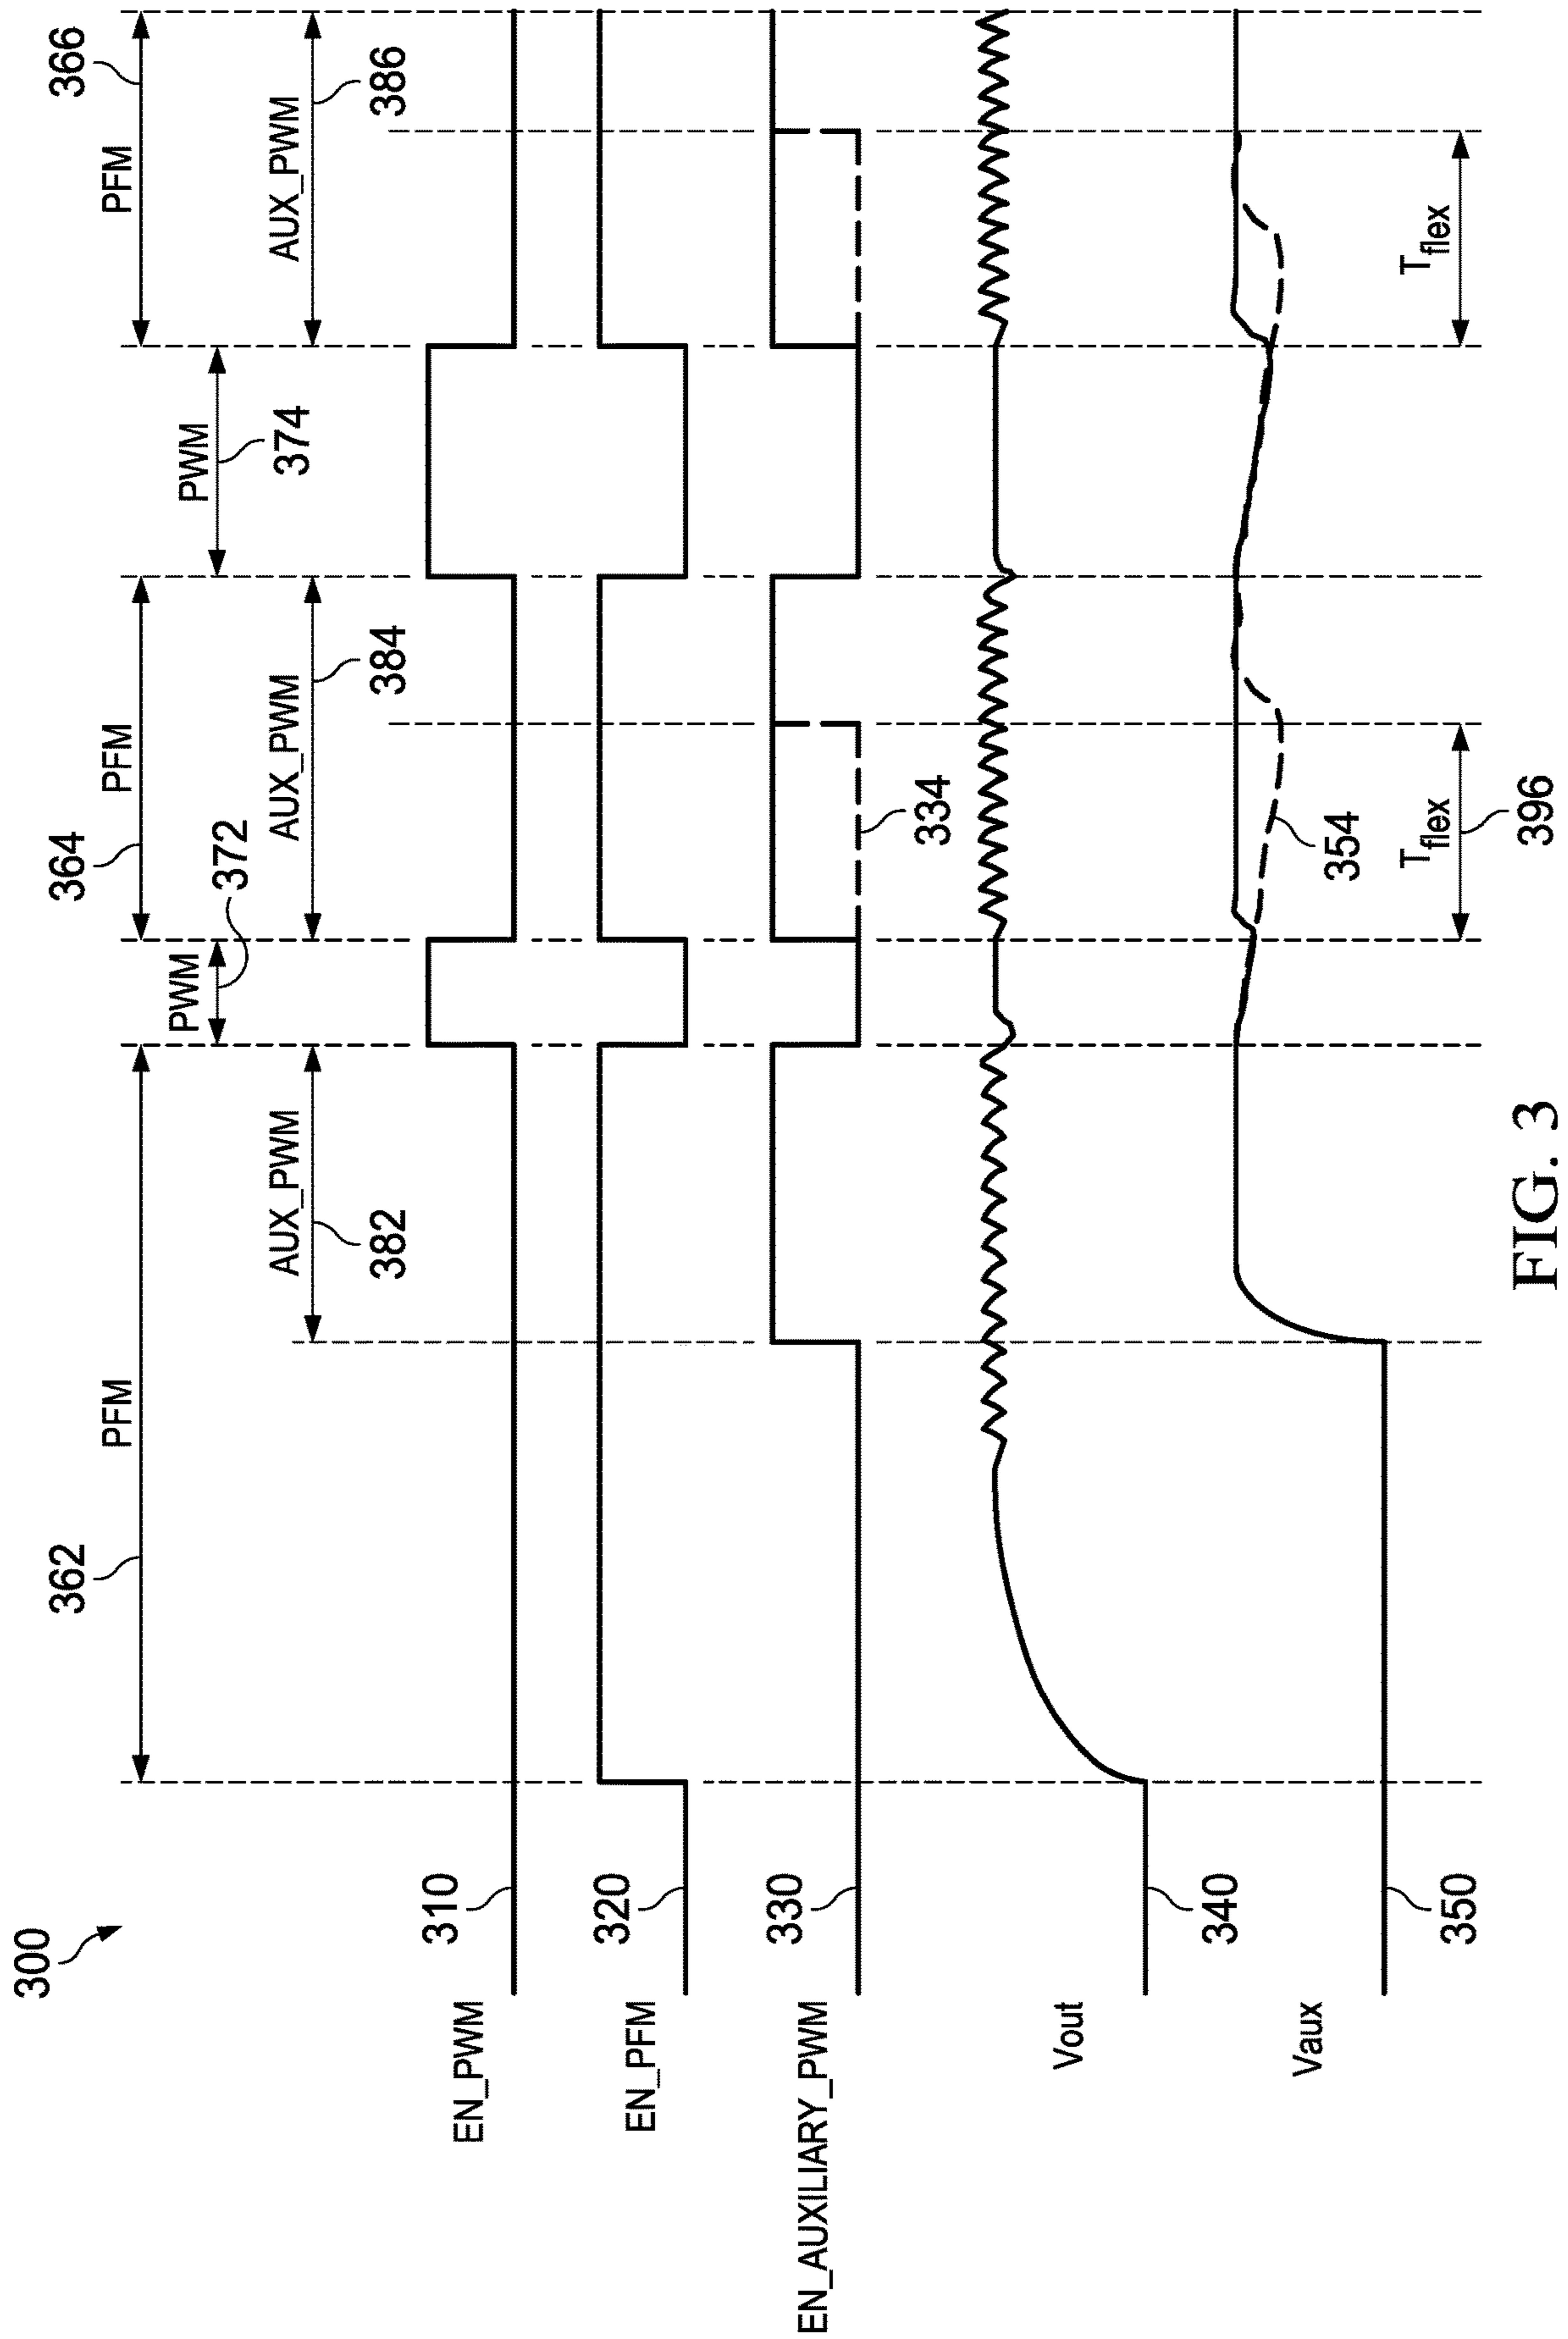 300
362
PFM
364
PFM
366
PFM
PWM
372
PWM
374
AUX_PWM
382
AUX_PWM
384
AUX_PWM
386
EN_PWM
310
EN_PFM
320
EN_AUXILIARY_PWM
330
334
Vout
340
Vaux
350
354
Tflex
396
Tflex
FIG. 3